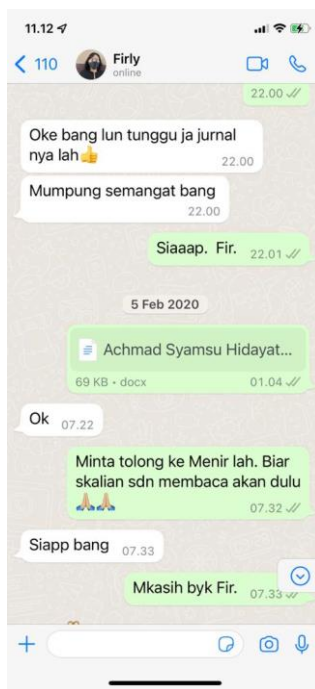 11.12
110
Firly
online
22.00
Oke bang lun tunggu ja jurnal
nya lah👍
22.00
Mumpung semangat bang
22.00
Siaaap. Fir.
22.01
5 Feb 2020
Achmad Syamsu Hidayat...
69 KB • docx
01.04
Ok
07.22
Minta tolong ke Menir lah. Biar
skalian sdn membaca akan dulu
🙏🙏
07.32
Siapp bang
07.33
Mkasih byk Fir.
07.33